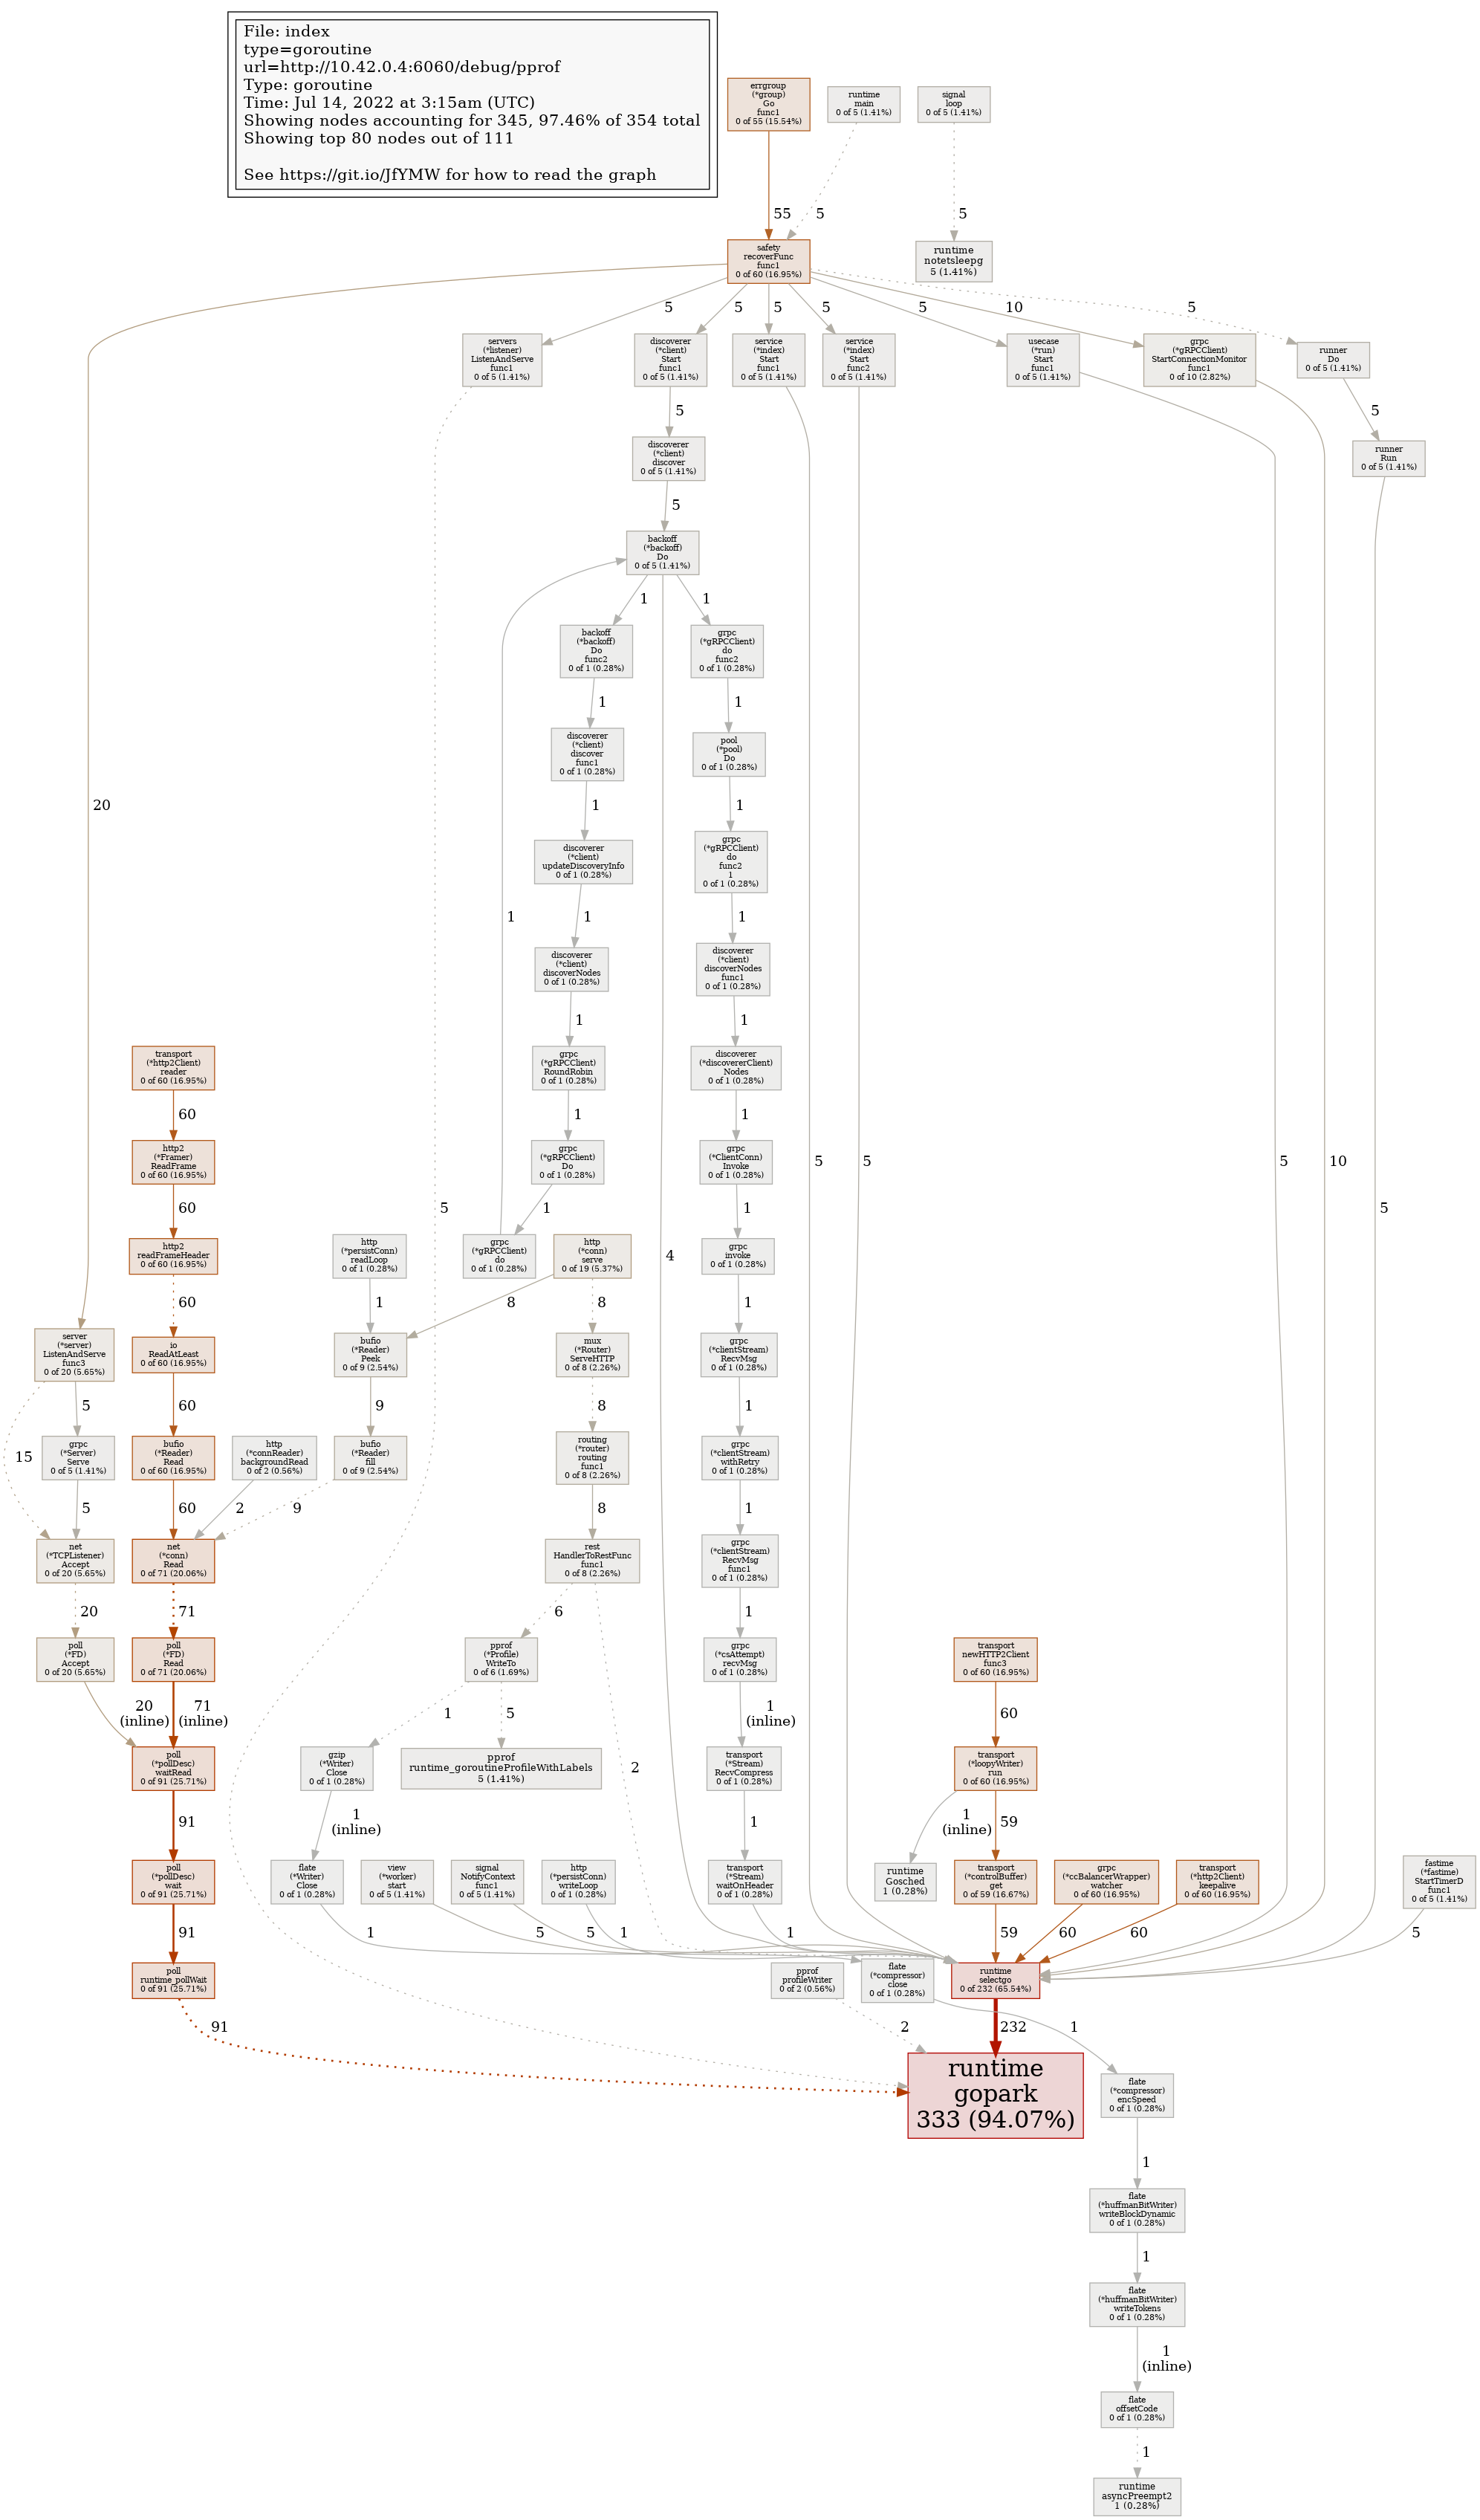 File: index
type=goroutine
url=http://10.42.0.4:6060/debug/pprof
Type: goroutine
Time: Jul 14, 2022 at 3:15am (UTC)
Showing nodes accounting for 345, 97.46% of 354 total
Showing top 80 nodes out of 111
See https://git.io/JfYMW for how to read the graph
errgroup
(*group)
Go
func1
0 of 55 (15.54%)
runtime
main
0 of 5 (1.41%)
signal
loop
0 of 5 (1.41%)
55
5
5
safety
recoverFunc
func1
0 of 60 (16.95%)
runtime
notetsleepg
5 (1.41%)
5
5
5
5
5
10
5
servers
(*listener)
ListenAndServe
func1
0 of 5 (1.41%)
discoverer
(*client)
Start
func1
0 of 5 (1.41%)
service
(*index)
Start
func1
0 of 5 (1.41%)
service
(*index)
Start
func2
0 of 5 (1.41%)
usecase
(*run)
Start
func1
0 of 5 (1.41%)
grpc
(*gRPCClient)
StartConnectionMonitor
func1
0 of 10 (2.82%)
runner
Do
0 of 5 (1.41%)
5
5
discoverer
(*client)
discover
0 of 5 (1.41%)
runner
Run
0 of 5 (1.41%)
5
backoff
(*backoff)
Do
0 of 5 (1.41%)
1
1
backoff
(*backoff)
Do
func2
0 of 1 (0.28%)
grpc
(*gRPCClient)
do
func2
0 of 1 (0.28%)
1
1
discoverer
(*client)
discover
func1
0 of 1 (0.28%)
pool
(*pool)
Do
0 of 1 (0.28%)
20
1
1
discoverer
(*client)
updateDiscoveryInfo
0 of 1 (0.28%)
grpc
(*gRPCClient)
do
func2
1
0 of 1 (0.28%)
1
1
1
discoverer
(*client)
discoverNodes
0 of 1 (0.28%)
discoverer
(*client)
discoverNodes
func1
0 of 1 (0.28%)
1
1
transport
(*http2Client)
reader
0 of 60 (16.95%)
grpc
(*gRPCClient)
RoundRobin
0 of 1 (0.28%)
discoverer
(*discovererClient)
Nodes
0 of 1 (0.28%)
60
1
1
http2
(*Framer)
ReadFrame
0 of 60 (16.95%)
grpc
(*gRPCClient)
Do
0 of 1 (0.28%)
grpc
(*ClientConn)
Invoke
0 of 1 (0.28%)
5
5
5
10
60
5
1
1
5
http2
readFrameHeader
0 of 60 (16.95%)
http
(*persistConn)
readLoop
0 of 1 (0.28%)
grpc
(*gRPCClient)
do
0 of 1 (0.28%)
http
(*conn)
serve
0 of 19 (5.37%)
4
grpc
invoke
0 of 1 (0.28%)
60
1
8
8
1
server
(*server)
ListenAndServe
func3
0 of 20 (5.65%)
io
ReadAtLeast
0 of 60 (16.95%)
bufio
(*Reader)
Peek
0 of 9 (2.54%)
mux
(*Router)
ServeHTTP
0 of 8 (2.26%)
grpc
(*clientStream)
RecvMsg
0 of 1 (0.28%)
5
60
9
8
1
15
grpc
(*Server)
Serve
0 of 5 (1.41%)
bufio
(*Reader)
Read
0 of 60 (16.95%)
http
(*connReader)
backgroundRead
0 of 2 (0.56%)
bufio
(*Reader)
fill
0 of 9 (2.54%)
routing
(*router)
routing
func1
0 of 8 (2.26%)
grpc
(*clientStream)
withRetry
0 of 1 (0.28%)
5
60
2
9
8
1
net
(*TCPListener)
Accept
0 of 20 (5.65%)
net
(*conn)
Read
0 of 71 (20.06%)
rest
HandlerToRestFunc
func1
0 of 8 (2.26%)
grpc
(*clientStream)
RecvMsg
func1
0 of 1 (0.28%)
20
71
6
1
poll
(*FD)
Accept
0 of 20 (5.65%)
poll
(*FD)
Read
0 of 71 (20.06%)
pprof
(*Profile)
WriteTo
0 of 6 (1.69%)
grpc
(*csAttempt)
recvMsg
0 of 1 (0.28%)
transport
newHTTP2Client
func3
0 of 60 (16.95%)
20
(inline)
71
(inline)
1
5
1
(inline)
60
poll
(*pollDesc)
waitRead
0 of 91 (25.71%)
gzip
(*Writer)
Close
0 of 1 (0.28%)
pprof
runtime_goroutineProfileWithLabels
5 (1.41%)
2
transport
(*Stream)
RecvCompress
0 of 1 (0.28%)
transport
(*loopyWriter)
run
0 of 60 (16.95%)
91
1
(inline)
1
1
(inline)
59
poll
(*pollDesc)
wait
0 of 91 (25.71%)
flate
(*Writer)
Close
0 of 1 (0.28%)
view
(*worker)
start
0 of 5 (1.41%)
signal
NotifyContext
func1
0 of 5 (1.41%)
http
(*persistConn)
writeLoop
0 of 1 (0.28%)
transport
(*Stream)
waitOnHeader
0 of 1 (0.28%)
runtime
Gosched
1 (0.28%)
transport
(*controlBuffer)
get
0 of 59 (16.67%)
grpc
(*ccBalancerWrapper)
watcher
0 of 60 (16.95%)
transport
(*http2Client)
keepalive
0 of 60 (16.95%)
fastime
(*fastime)
StartTimerD
func1
0 of 5 (1.41%)
91
1
5
5
1
1
59
60
60
5
poll
runtime_pollWait
0 of 91 (25.71%)
pprof
profileWriter
0 of 2 (0.56%)
flate
(*compressor)
close
0 of 1 (0.28%)
runtime
selectgo
0 of 232 (65.54%)
91
2
232
1
runtime
gopark
333 (94.07%)
flate
(*compressor)
encSpeed
0 of 1 (0.28%)
1
flate
(*huffmanBitWriter)
writeBlockDynamic
0 of 1 (0.28%)
1
flate
(*huffmanBitWriter)
writeTokens
0 of 1 (0.28%)
1
(inline)
flate
offsetCode
0 of 1 (0.28%)
1
runtime
asyncPreempt2
1 (0.28%)